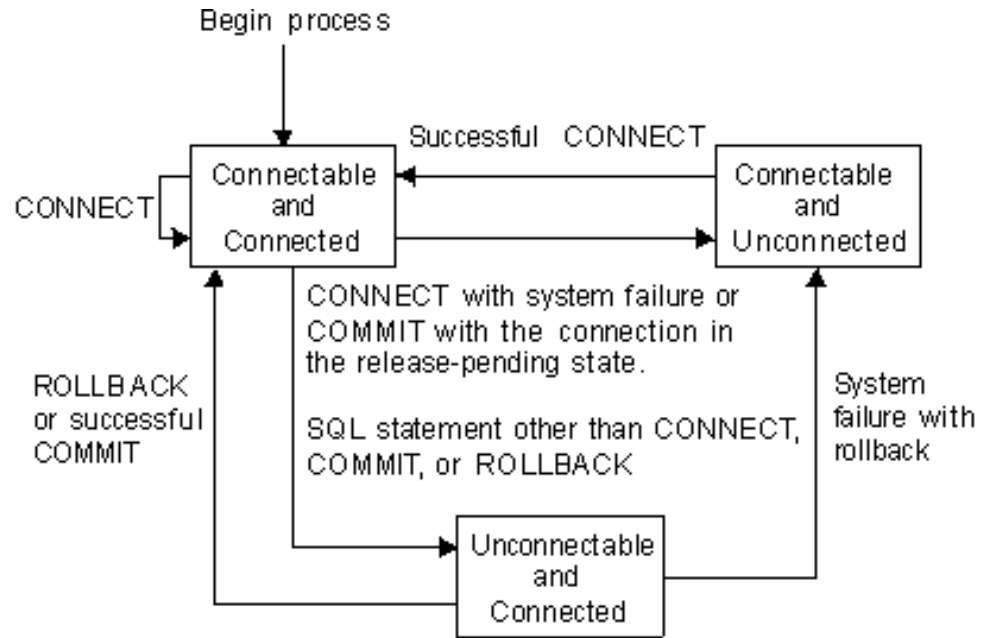 Begin process
Successful CONNECT
Connectable
and
Connected
Connectable
and
Unconnected
CONNECT
CONNECT with system failure or
COMMIT with the connection in
the release-pending state.
ROLLBACK
or successful
COMMIT
SQL statement other than CONNECT,
COMMIT, or ROLLBACK
System
failure with
rollback
Unconnectable
and
Connected